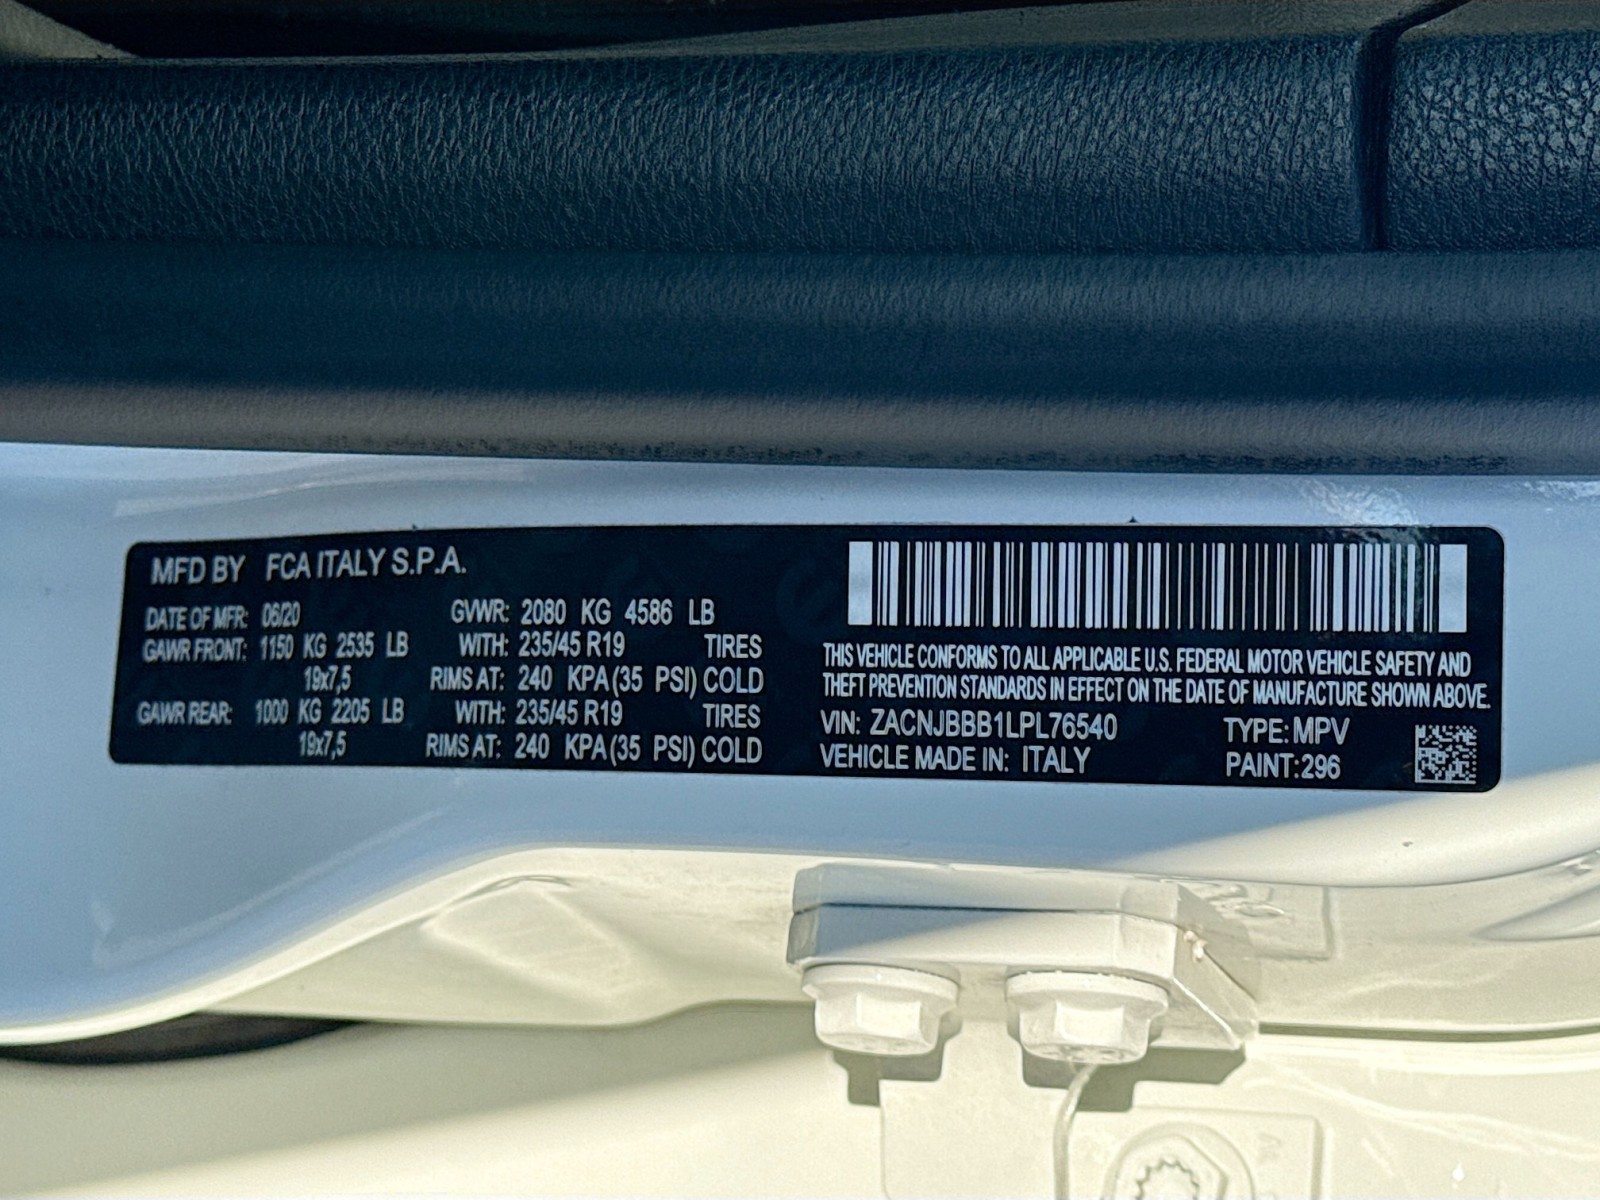 MFD BY FCA ITALY S.P.A.
DATE OF MFR: 06/20 GVWR: 2080 KG 4586 LB
GAWR FRONT: 1150 KG 2535 LB WITH: 235/45 R19 TIRES
19x7,5 RIMS AT: 240 KPA (35 PSI) COLD
GAWR REAR: 1000 KG 2205 LB WITH: 235/45 R19 TIRES
19x7,5 RIMS AT: 240 KPA (35 PSI) COLD
THIS VEHICLE CONFORMS TO ALL APPLICABLE U.S. FEDERAL MOTOR VEHICLE SAFETY AND
THEFT PREVENTION STANDARDS IN EFFECT ON THE DATE OF MANUFACTURE SHOWN ABOVE.
VIN: ZACNJBBB1LPL76540 TYPE: MPV
VEHICLE MADE IN: ITALY PAINT: 296